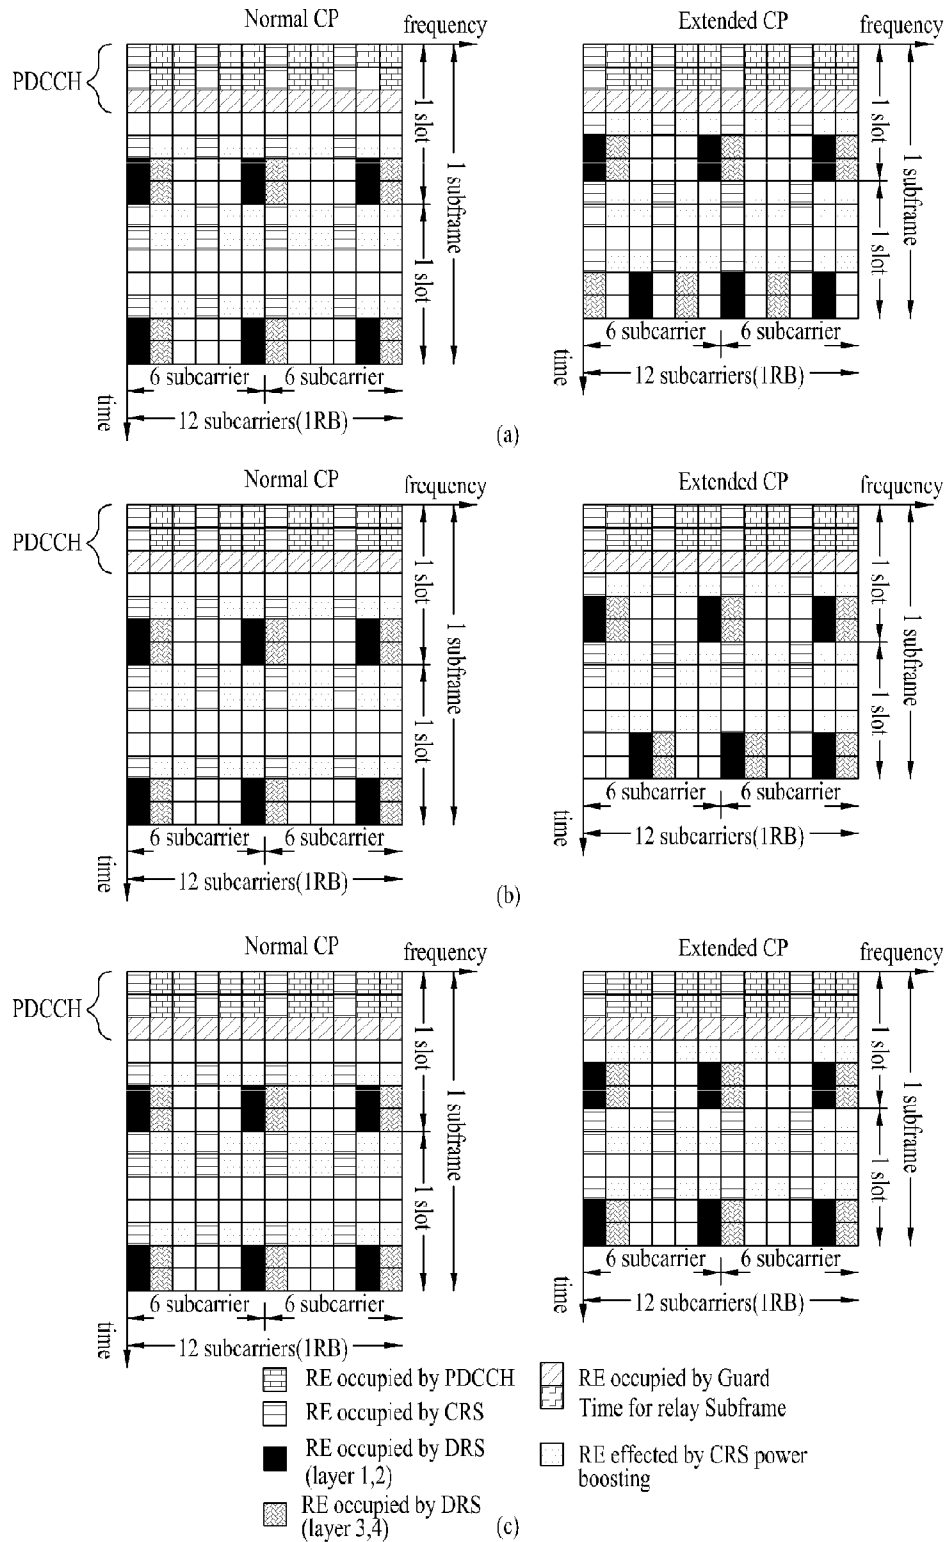 Normal CP
frequency
Extended CP
frequency
PDCCH
1 slot
1 slot
1 subframe
1 slot
1 slot
1 subframe
6 subcarrier
6 subcarrier
12 subcarriers(1RB)
time
6 subcarrier
6 subcarrier
12 subcarriers(1RB)
time
(a)
Normal CP
frequency
Extended CP
frequency
PDCCH
1 slot
1 slot
1 subframe
1 slot
1 slot
1 subframe
6 subcarrier
6 subcarrier
12 subcarriers(1RB)
time
6 subcarrier
6 subcarrier
12 subcarriers(1RB)
time
(b)
Normal CP
frequency
Extended CP
frequency
PDCCH
1 slot
1 slot
1 subframe
1 slot
1 slot
1 subframe
6 subcarrier
6 subcarrier
12 subcarriers(1RB)
time
6 subcarrier
6 subcarrier
12 subcarriers(1RB)
time
RE occupied by PDCCH
RE occupied by CRS
RE occupied by DRS
(layer 1,2)
RE occupied by DRS
(layer 3,4)
RE occupied by Guard
Time for relay Subframe
RE effected by CRS power
boosting
(c)